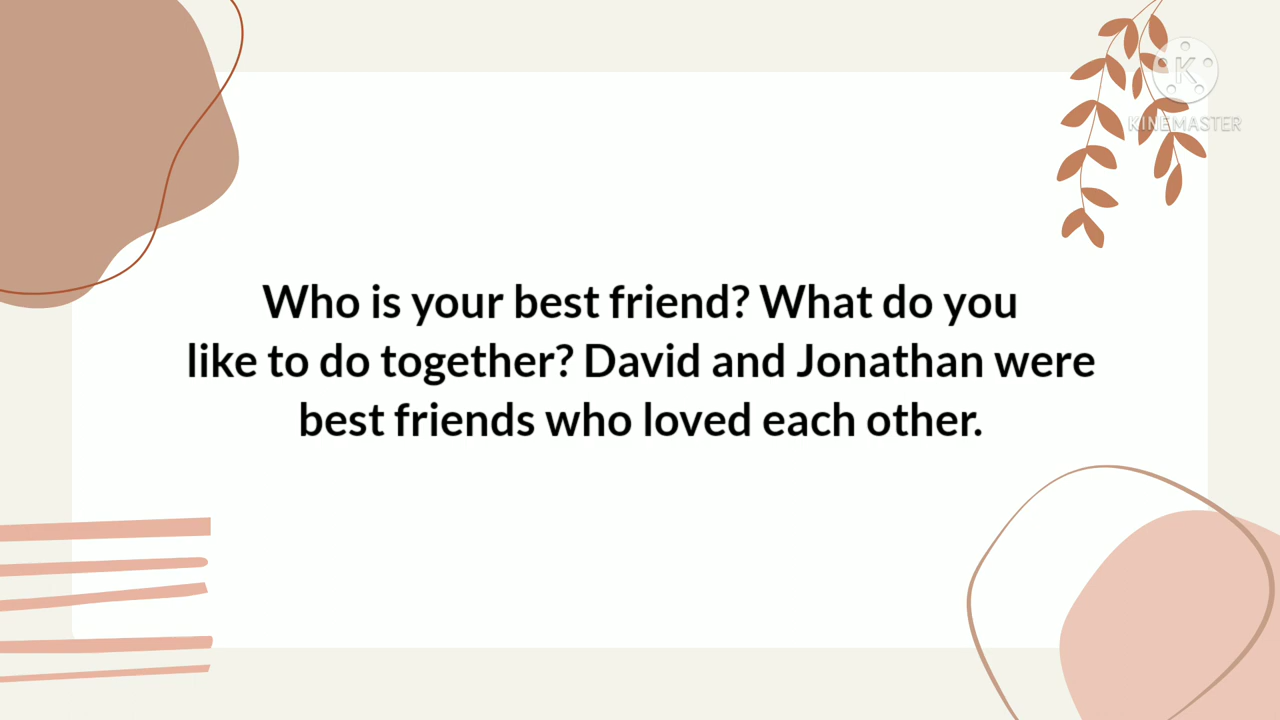 K
KINEMASTER
Who is your best friend? What do you
like to do together? David and Jonathan were
best friends who loved each other.